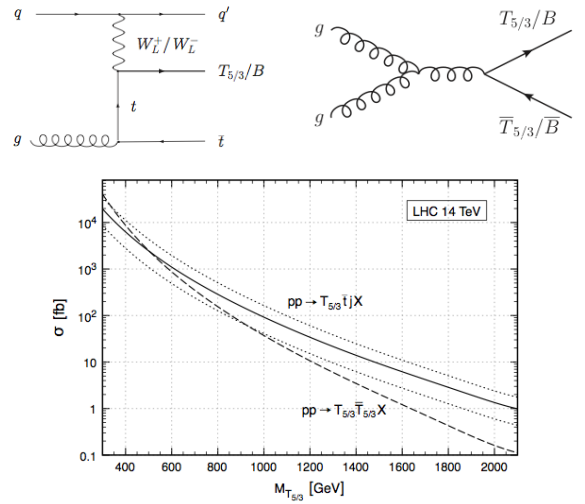 q q′
W_L^+/W_L^-
T_{5/3}/B
t
g t̄
g
g
T_{5/3}/B
T̄_{5/3}/B̄
LHC 14 TeV
σ [fb]
10^4
10^3
10^2
10
1
0.1
pp→T_{5/3} t̄ j X
pp→T_{5/3} T̄_{5/3} X
400 600 800 1000 1200 1400 1600 1800 2000
M_{T_{5/3}} [GeV]